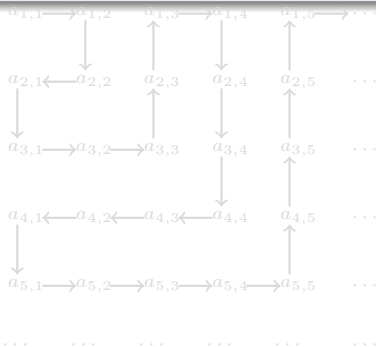 a1,1 → a1,2 a1,3 → a1,4 a1,5 → ···
↓ ↑ ↓ ↑
a2,1 ← a2,2 a2,3 a2,4 a2,5 ···
↓ ↑ ↓ ↑
a3,1 → a3,2 → a3,3 a3,4 a3,5 ···
↓ ↑
a4,1 ← a4,2 ← a4,3 ← a4,4 a4,5 ···
↓ ↑
a5,1 → a5,2 → a5,3 → a5,4 → a5,5 ···
··· ··· ··· ··· ··· ···